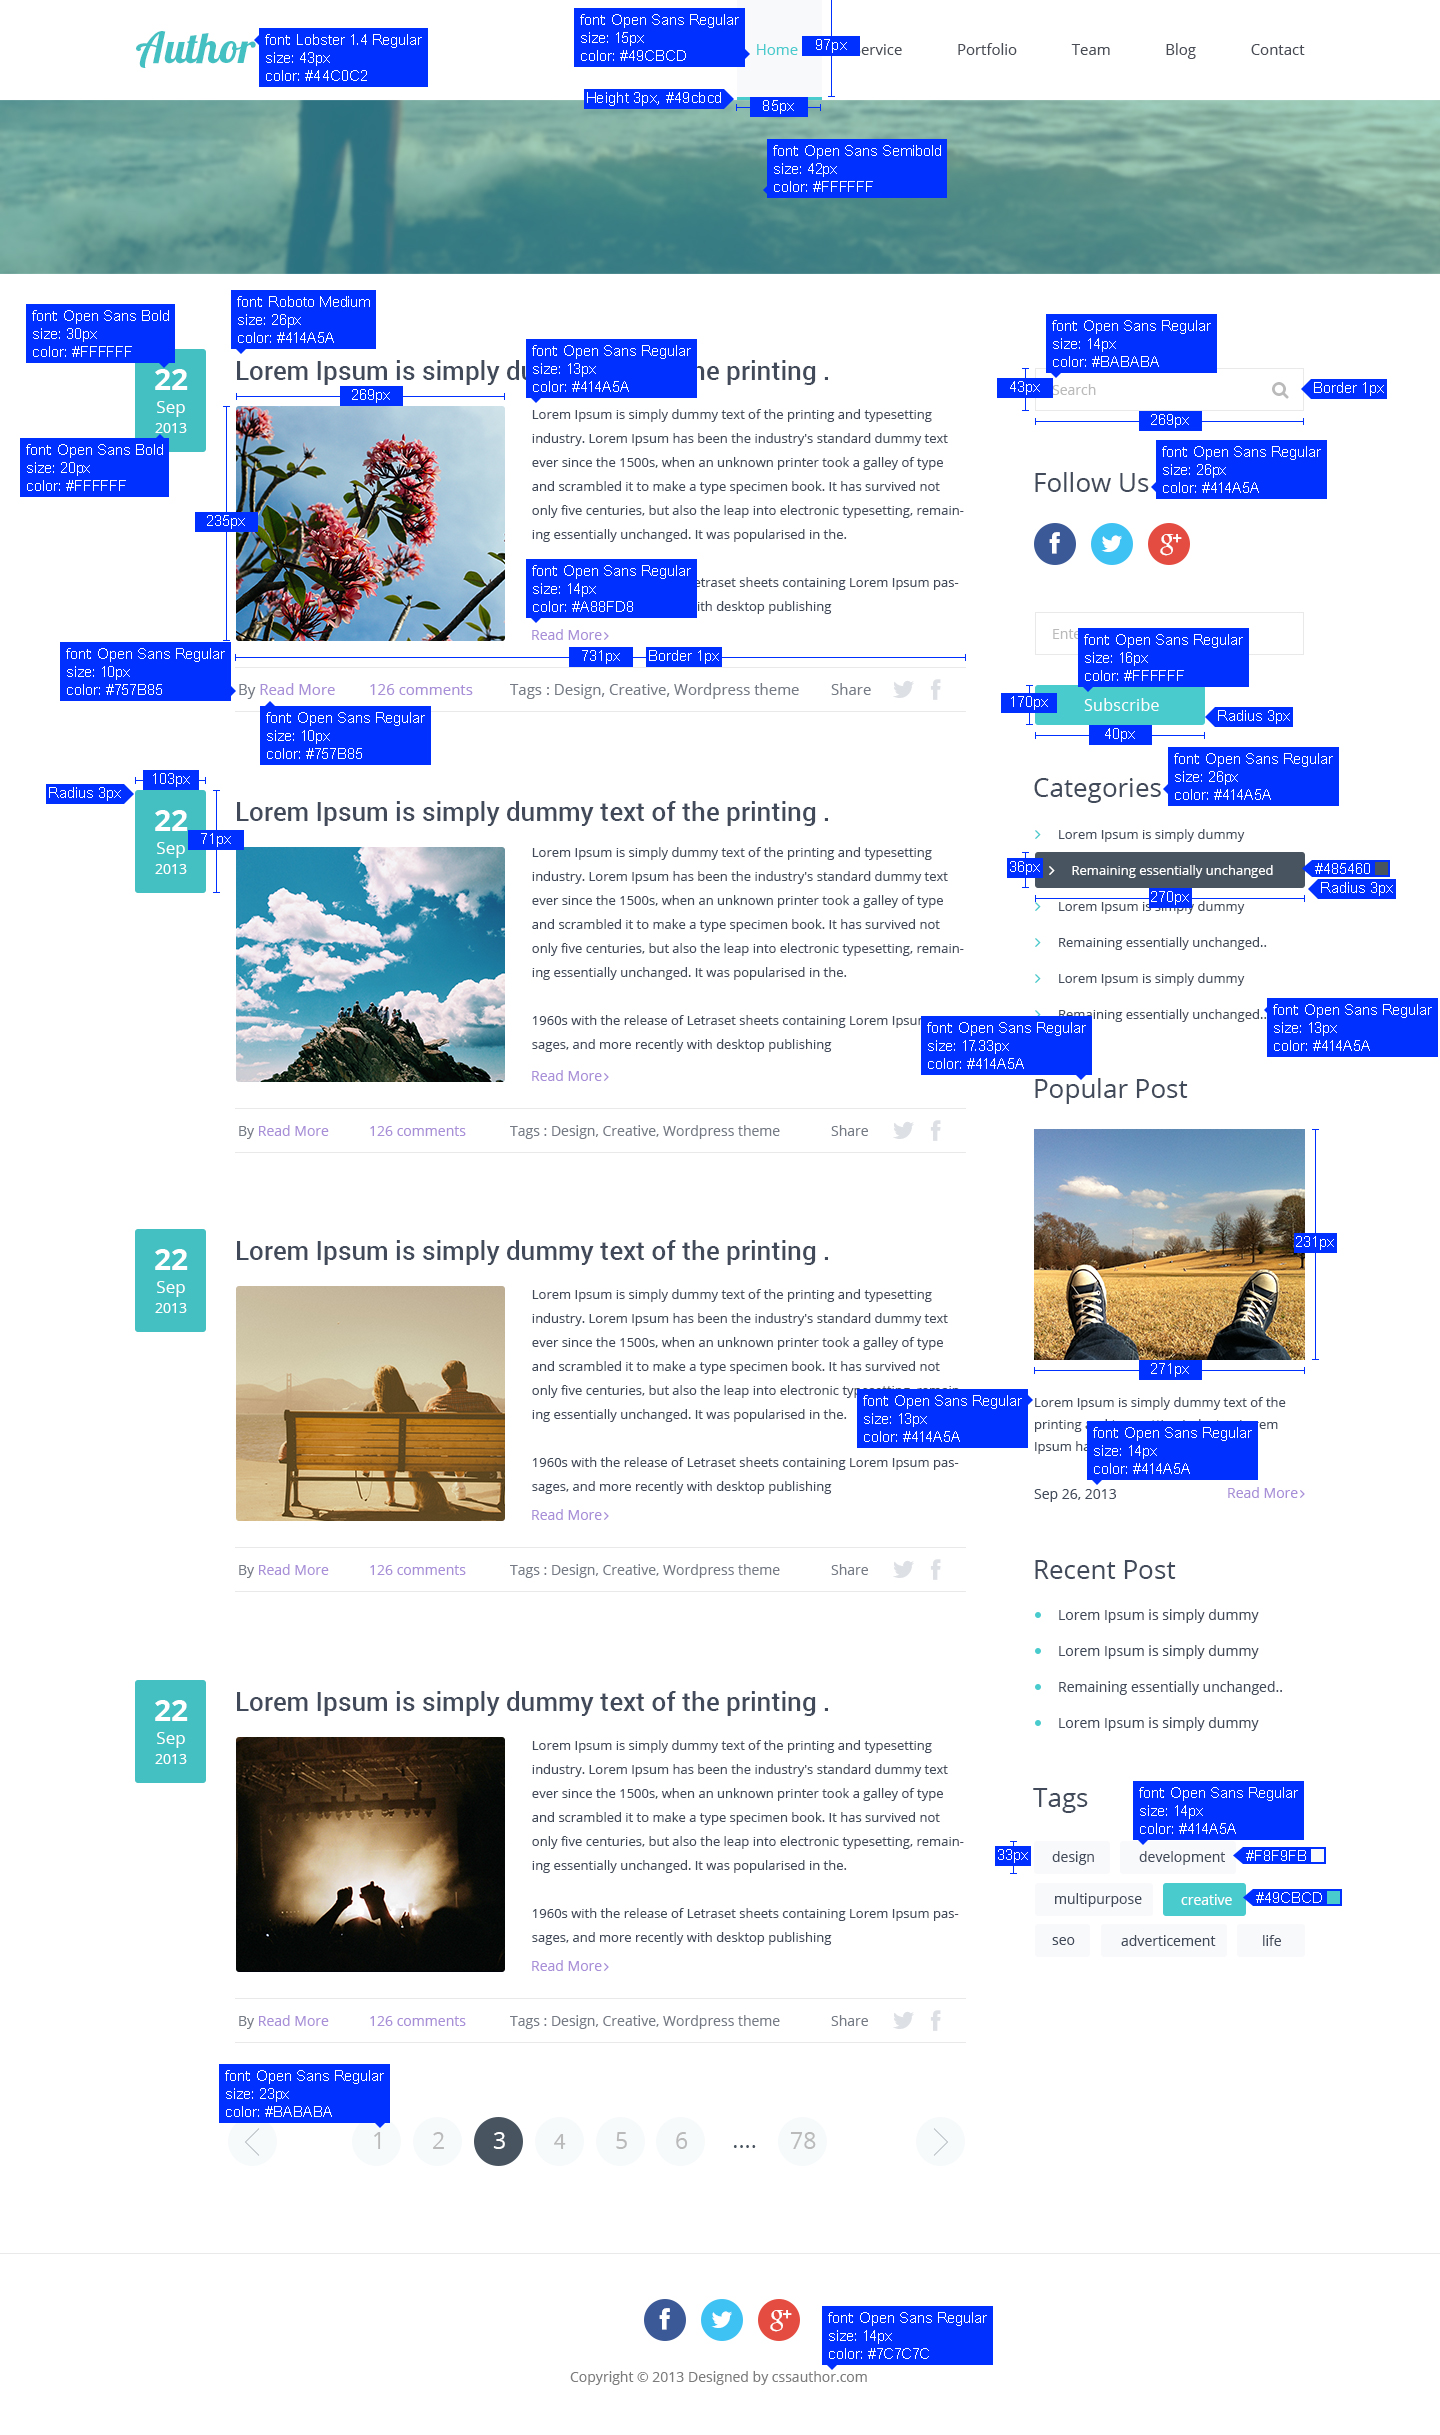 Author
font: Lobster 1.4 Regular
size: 43px
color: #44C0C2
font: Open Sans Regular
size: 15px
color: #49CBCD
Home
97px
ervice
Portfolio
Team
Blog
Contact
Height 3px, #49cbcd
85px
font: Open Sans Semibold
size: 42px
color: #FFFFFF
font: Open Sans Bold
size: 30px
color: #FFFFFF
22
Sep
2013
font: Open Sans Bold
size: 20px
color: #FFFFFF
font: Roboto Medium
size: 26px
color: #414A5A
Lorem Ipsum is simply du
he printing .
269px
235px
font: Open Sans Regular
size: 13px
color: #414A5A
Lorem Ipsum is simply dummy text of the printing and typesetting
industry. Lorem Ipsum has been the industry's standard dummy text
ever since the 1500s, when an unknown printer took a galley of type
and scrambled it to make a type specimen book. It has survived not
only five centuries, but also the leap into electronic typesetting, remain-
ing essentially unchanged. It was popularised in the.
font: Open Sans Regular
size: 14px
color: #A88FD8
etraset sheets containing Lorem Ipsum pas-
ith desktop publishing
Read More
731px
Border 1px
font: Open Sans Regular
size: 10px
color: #757B85
By Read More
126 comments
Tags : Design, Creative, Wordpress theme
Share
font: Open Sans Regular
size: 10px
color: #757B85
103px
Radius 3px
22
Sep
2013
71px
Lorem Ipsum is simply dummy text of the printing .
Lorem Ipsum is simply dummy text of the printing and typesetting
industry. Lorem Ipsum has been the industry's standard dummy text
ever since the 1500s, when an unknown printer took a galley of type
and scrambled it to make a type specimen book. It has survived not
only five centuries, but also the leap into electronic typesetting, remain-
ing essentially unchanged. It was popularised in the.
1960s with the release of Letraset sheets containing Lorem Ipsu
sages, and more recently with desktop publishing
Read More
By Read More
126 comments
Tags : Design, Creative, Wordpress theme
Share
22
Sep
2013
Lorem Ipsum is simply dummy text of the printing .
Lorem Ipsum is simply dummy text of the printing and typesetting
industry. Lorem Ipsum has been the industry's standard dummy text
ever since the 1500s, when an unknown printer took a galley of type
and scrambled it to make a type specimen book. It has survived not
only five centuries, but also the leap into electronic typesetting, remain-
ing essentially unchanged. It was popularised in the.
1960s with the release of Letraset sheets containing Lorem Ipsum pas-
sages, and more recently with desktop publishing
Read More
By Read More
126 comments
Tags : Design, Creative, Wordpress theme
Share
22
Sep
2013
Lorem Ipsum is simply dummy text of the printing .
Lorem Ipsum is simply dummy text of the printing and typesetting
industry. Lorem Ipsum has been the industry's standard dummy text
ever since the 1500s, when an unknown printer took a galley of type
and scrambled it to make a type specimen book. It has survived not
only five centuries, but also the leap into electronic typesetting, remain-
ing essentially unchanged. It was popularised in the.
1960s with the release of Letraset sheets containing Lorem Ipsum pas-
sages, and more recently with desktop publishing
Read More
By Read More
126 comments
Tags : Design, Creative, Wordpress theme
Share
font: Open Sans Regular
size: 23px
color: #BABABA
1 2 3 4 5 6 .... 78
font: Open Sans Regular
size: 14px
color: #BABABA
43px
Search
Border 1px
269px
Follow Us
font: Open Sans Regular
size: 26px
color: #414A5A
Ente
font: Open Sans Regular
size: 16px
color: #FFFFFF
170px
Subscribe
Radius 3px
40px
Categories
font: Open Sans Regular
size: 26px
color: #414A5A
Lorem Ipsum is simply dummy
36px
Remaining essentially unchanged
#485460
Radius 3px
270px
Lorem Ipsum is simply dummy
Remaining essentially unchanged..
Lorem Ipsum is simply dummy
Remaining essentially unchanged..
font: Open Sans Regular
size: 13px
color: #414A5A
font: Open Sans Regular
size: 17.33px
color: #414A5A
Popular Post
231px
271px
font: Open Sans Regular
size: 13px
color: #414A5A
Lorem Ipsum is simply dummy text of the
printing
em
Ipsum ha
font: Open Sans Regular
size: 14px
color: #414A5A
Sep 26, 2013
Read More
Recent Post
Lorem Ipsum is simply dummy
Lorem Ipsum is simply dummy
Remaining essentially unchanged..
Lorem Ipsum is simply dummy
Tags
font: Open Sans Regular
size: 14px
color: #414A5A
33px
design
development
#F8F9FB
multipurpose
creative
#49CBCD
seo
adverticement
life
font: Open Sans Regular
size: 14px
color: #7C7C7C
Copyright © 2013 Designed by cssauthor.com